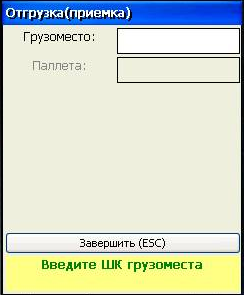 Отгрузка(приемка)
Грузоместо:
Паллета:
Завершить (ESC)
Введите ШК грузоместа